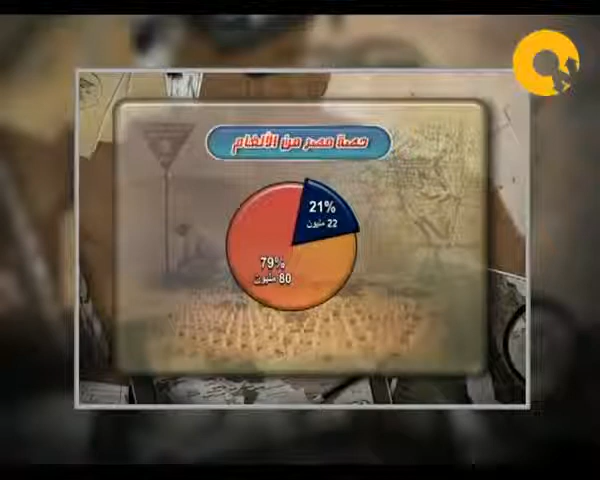 حصة مصر من الألغام
21%
22 مليون
79%
80 مليون